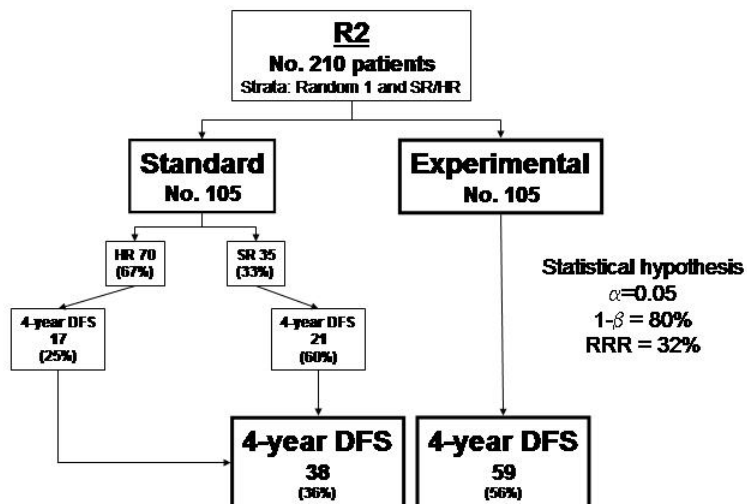 R2
No. 210 patients
Strata: Random 1 and SR/HR
Standard
No. 105
Experimental
No. 105
HR 70
(67%)
SR 35
(33%)
4-year DFS
17
(25%)
4-year DFS
21
(60%)
Statistical hypothesis
α=0.05
1-β = 80%
RRR = 32%
4-year DFS
38
(36%)
4-year DFS
59
(56%)